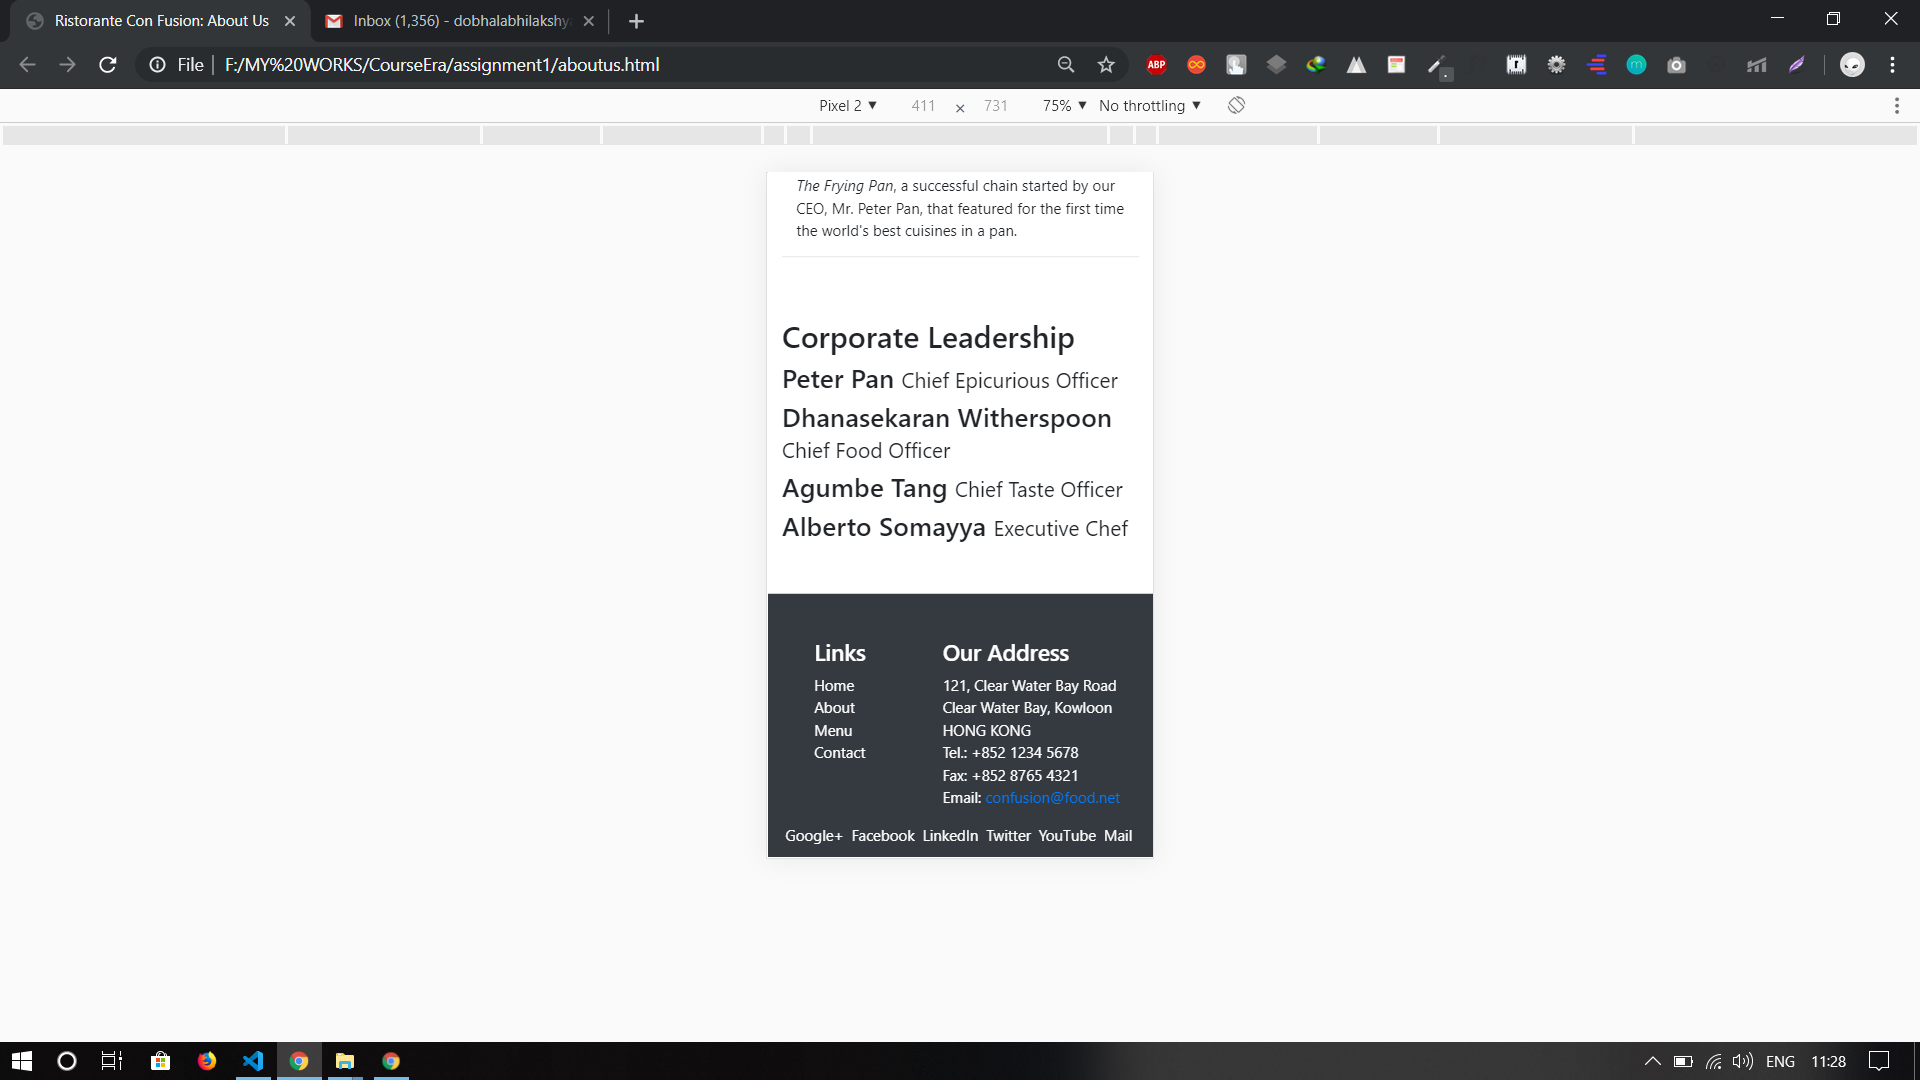 Ristorante Con Fusion: About Us
Inbox (1,356) - dobhalabhilakshya
File
F:/MY%20WORKS/CourseEra/assignment1/aboutus.html
ABP
Pixel 2 ▼ 411 × 731 75% ▼ No throttling ▼
The Frying Pan, a successful chain started by our
CEO, Mr. Peter Pan, that featured for the first time
the world's best cuisines in a pan.
Corporate Leadership
Peter Pan Chief Epicurious Officer
Dhanasekaran Witherspoon
Chief Food Officer
Agumbe Tang Chief Taste Officer
Alberto Somayya Executive Chef
Links
Home
About
Menu
Contact
Our Address
121, Clear Water Bay Road
Clear Water Bay, Kowloon
HONG KONG
Tel.: +852 1234 5678
Fax: +852 8765 4321
Email: confusion@food.net
Google+ Facebook LinkedIn Twitter YouTube Mail
ENG 11:28